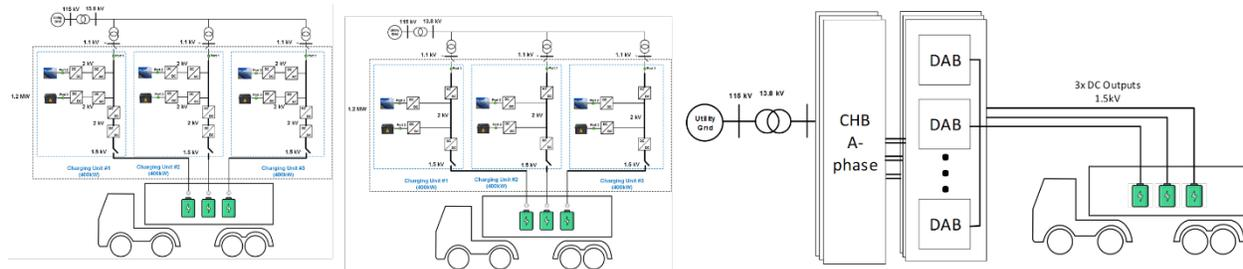 115 kV 13.8 kV
Utility
Grid
1.1 kV 1.1 kV 1.1 kV
2 kV 2 kV 2 kV
1.2 MW
2 kV 2 kV 2 kV
1.5 kV 1.5 kV 1.5 kV
Charging Unit #1
(400kW)
Charging Unit #2
(400kW)
Charging Unit #3
(400kW)
115 kV 13.8 kV
1.1 kV 1.1 kV 1.1 kV
1.2 MW
2 kV 2 kV 2 kV
1.5 kV 1.5 kV 1.5 kV
Charging Unit #1
(400kW)
Charging Unit #2
(400kW)
Charging Unit #3
(400kW)
115 kV 13.8 kV
Utility
Grid
CHB
A-
phase
DAB
DAB
DAB
3x DC Outputs
1.5kV